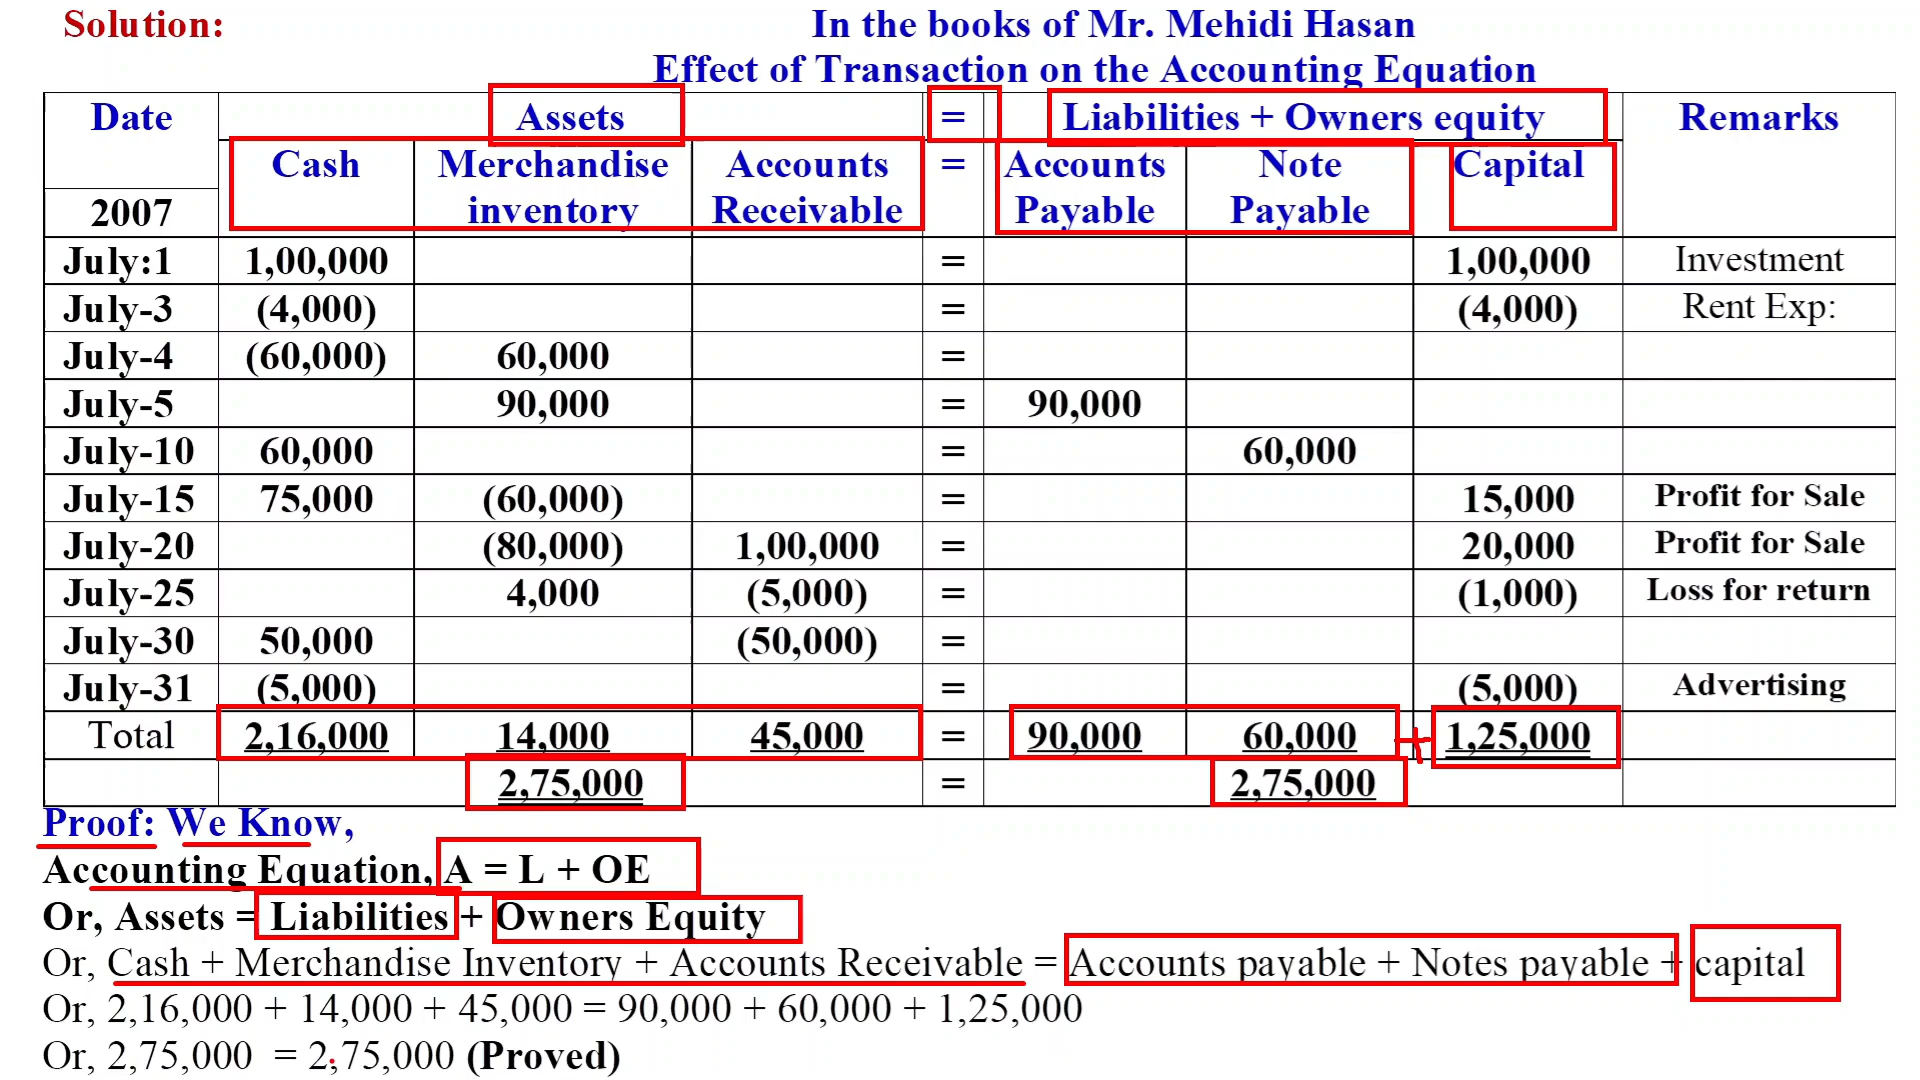 Solution:
In the books of Mr. Mehidi Hasan
Effect of Transaction on the Accounting Equation
Date Assets = Liabilities + Owners equity Remarks
Cash Merchandise inventory Accounts Receivable = Accounts Payable Note Payable Capital
2007
July:1 1,00,000 = 1,00,000 Investment
July-3 (4,000) = (4,000) Rent Exp:
July-4 (60,000) 60,000 =
July-5 90,000 = 90,000
July-10 60,000 = 60,000
July-15 75,000 (60,000) = 15,000 Profit for Sale
July-20 (80,000) 1,00,000 = 20,000 Profit for Sale
July-25 4,000 (5,000) = (1,000) Loss for return
July-30 50,000 (50,000) =
July-31 (5,000) = (5,000) Advertising
Total 2,16,000 14,000 45,000 = 90,000 60,000 + 1,25,000
2,75,000 = 2,75,000
Proof: We Know,
Accounting Equation, A = L + OE
Or, Assets = Liabilities + Owners Equity
Or, Cash + Merchandise Inventory + Accounts Receivable = Accounts payable + Notes payable + capital
Or, 2,16,000 + 14,000 + 45,000 = 90,000 + 60,000 + 1,25,000
Or, 2,75,000 = 2,75,000 (Proved)